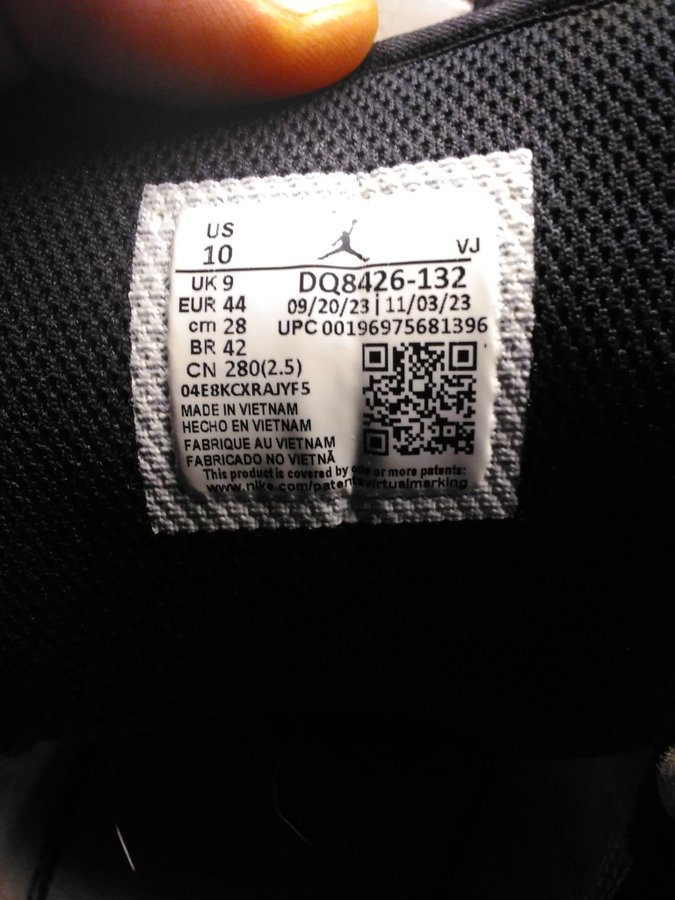 US
10
VJ
UK 9
DQ8426-132
EUR 44
09/20/23 | 11/03/23
cm 28
UPC 00196975681396
BR 42
CN 280(2.5)
04E8KCXRAJYF5
MADE IN VIETNAM
HECHO EN VIETNAM
FABRIQUE AU VIETNAM
FABRICADO NO VIETNÃ
This product is covered by one or more patents:
www.nike.com/patentvirtualmarking